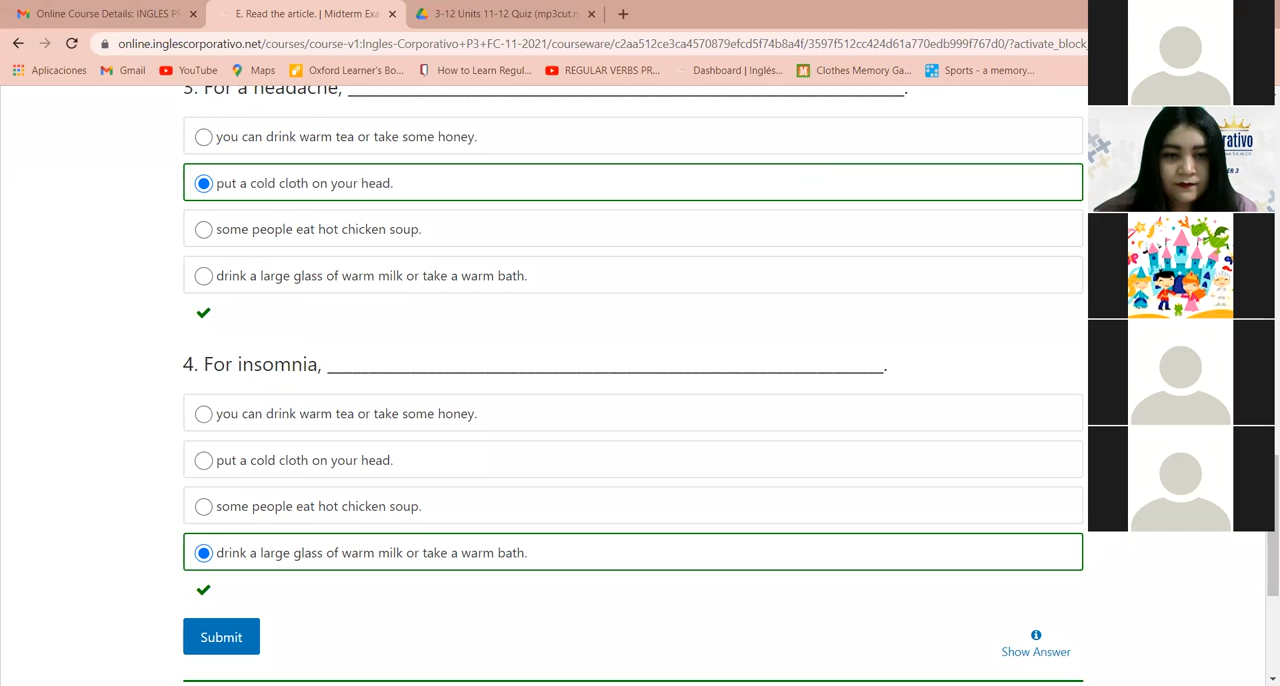 Online Course Details: INGLES P
E. Read the article. | Midterm Exa
3-12 Units 11-12 Quiz (mp3cut.n
online.inglescorporativo.net/courses/course-v1:Ingles-Corporativo+P3+FC-11-2021/courseware/c2aa512ce3ca4570879efcd5f74b8a4f/3597f512cc424d61a770edb999f767d0/?activate_block_
Aplicaciones
Gmail
YouTube
Maps
Oxford Learner's Bo...
How to Learn Regul...
REGULAR VERBS PR...
Dashboard | Inglés...
Clothes Memory Ga...
Sports - a memory...
3. For a headache, ______________________________.
you can drink warm tea or take some honey.
put a cold cloth on your head.
some people eat hot chicken soup.
drink a large glass of warm milk or take a warm bath.
4. For insomnia, ______________________________.
you can drink warm tea or take some honey.
put a cold cloth on your head.
some people eat hot chicken soup.
drink a large glass of warm milk or take a warm bath.
Submit
Show Answer
rativo
ER 3